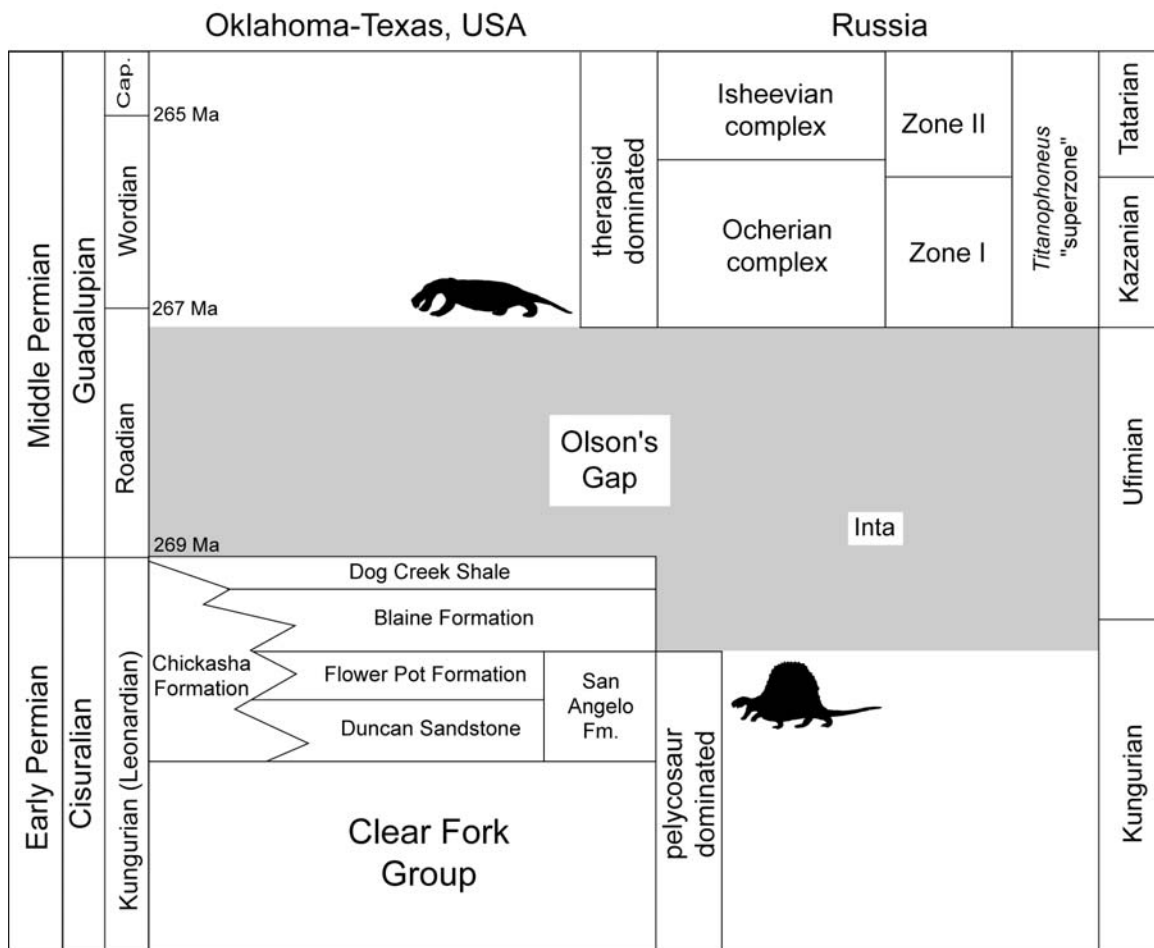 Oklahoma-Texas, USA
Russia
Middle Permian
Guadalupian
Cap.
265 Ma
Wordian
267 Ma
Roadian
269 Ma
therapsid
dominated
Isheevian
complex
Zone II
Ocherian
complex
Zone I
Titanophoneus
"superzone"
Tatarian
Kazanian
Olson's
Gap
Inta
Ufimian
Early Permian
Cisuralian
Kungurian (Leonardian)
Dog Creek Shale
Blaine Formation
Chickasha
Formation
Flower Pot Formation
Duncan Sandstone
San
Angelo
Fm.
Clear Fork
Group
pelycosaur
dominated
Kungurian